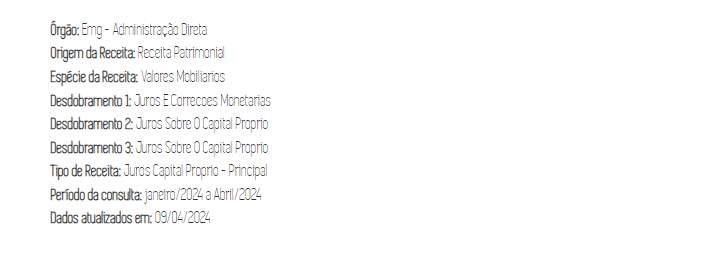 Órgão: Emg - Administração Direta
Origem da Receita: Receita Patrimonial
Espécie da Receita: Valores Mobiliarios
Desdobramento 1: Juros E Correcoes Monetarias
Desdobramento 2: Juros Sobre O Capital Proprio
Desdobramento 3: Juros Sobre O Capital Proprio
Tipo de Receita: Juros Capital Proprio - Principal
Período da consulta: janeiro/2024 a Abril/2024
Dados atualizados em: 09/04/2024